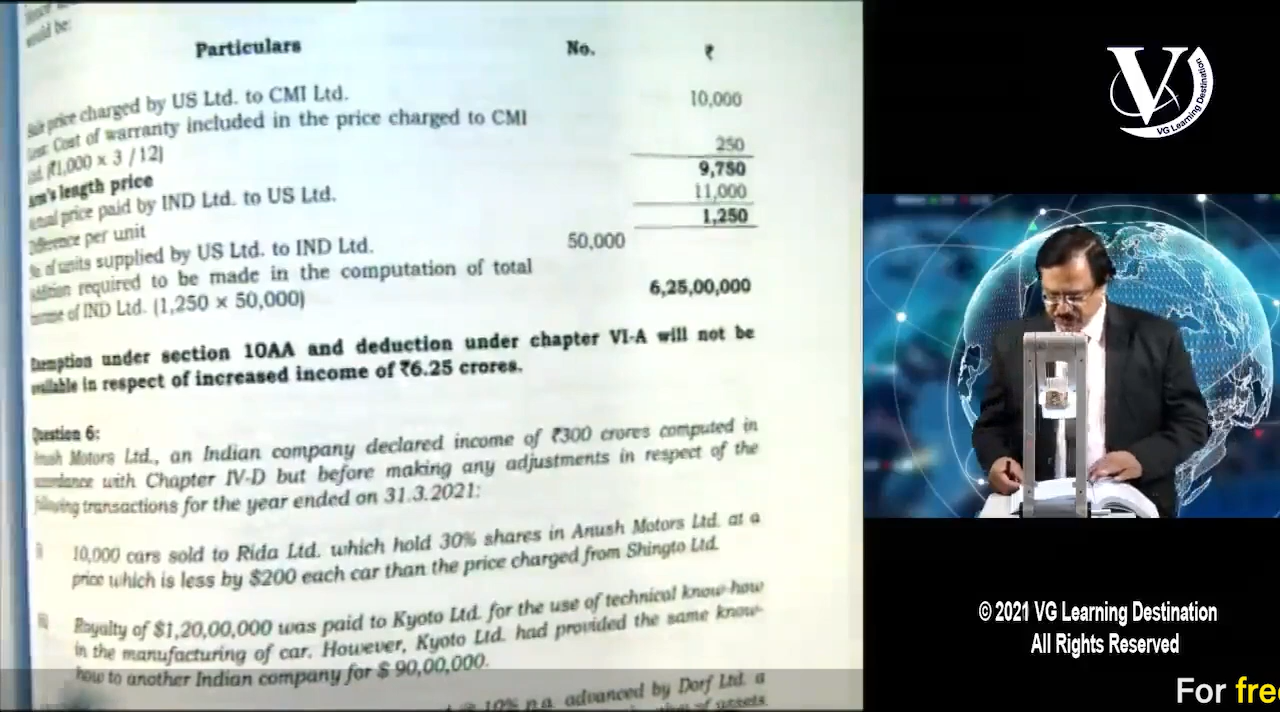 would be:
Particulars No. ₹
Sale price charged by US Ltd. to CMI Ltd. 10,000
Less: Cost of warranty included in the price charged to CMI
Ltd. (₹1,000 × 3 / 12) 250
Arm's length price 9,750
Actual price paid by IND Ltd. to US Ltd. 11,000
Difference per unit 1,250
No. of units supplied by US Ltd. to IND Ltd. 50,000
Addition required to be made in the computation of total
income of IND Ltd. (1,250 × 50,000) 6,25,00,000
Exemption under section 10AA and deduction under chapter VI-A will not be
available in respect of increased income of ₹6.25 crores.
Question 6:
Anush Motors Ltd., an Indian company declared income of ₹300 crores computed in
accordance with Chapter IV-D but before making any adjustments in respect of the
following transactions for the year ended on 31.3.2021:
10,000 cars sold to Rida Ltd. which hold 30% shares in Anush Motors Ltd. at a
price which is less by $200 each car than the price charged from Shingto Ltd.
Royalty of $1,20,00,000 was paid to Kyoto Ltd. for the use of technical know-how
in the manufacturing of car. However, Kyoto Ltd. had provided the same know-
how to another Indian company for $ 90,00,000.
10% p.a. advanced by Dorf Ltd. a
of assets
V
VG Learning Destination
© 2021 VG Learning Destination
All Rights Reserved
For free